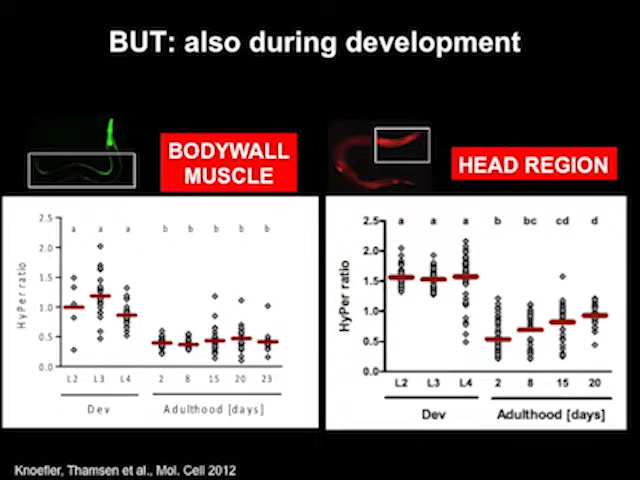 BUT: also during development
BODYWALL
MUSCLE
HEAD REGION
HyPer ratio
2.5
2.0
1.5
1.0
0.5
0.0
a a a b b b b b
L2 L3 L4 2 8 15 20 23
Dev Adulthood [days]
HyPer ratio
2.5
2.0
1.5
1.0
0.5
0.0
a a a b bc cd d
L2 L3 L4 2 8 15 20
Dev Adulthood [days]
Knoefler, Thamsen et al., Mol. Cell 2012